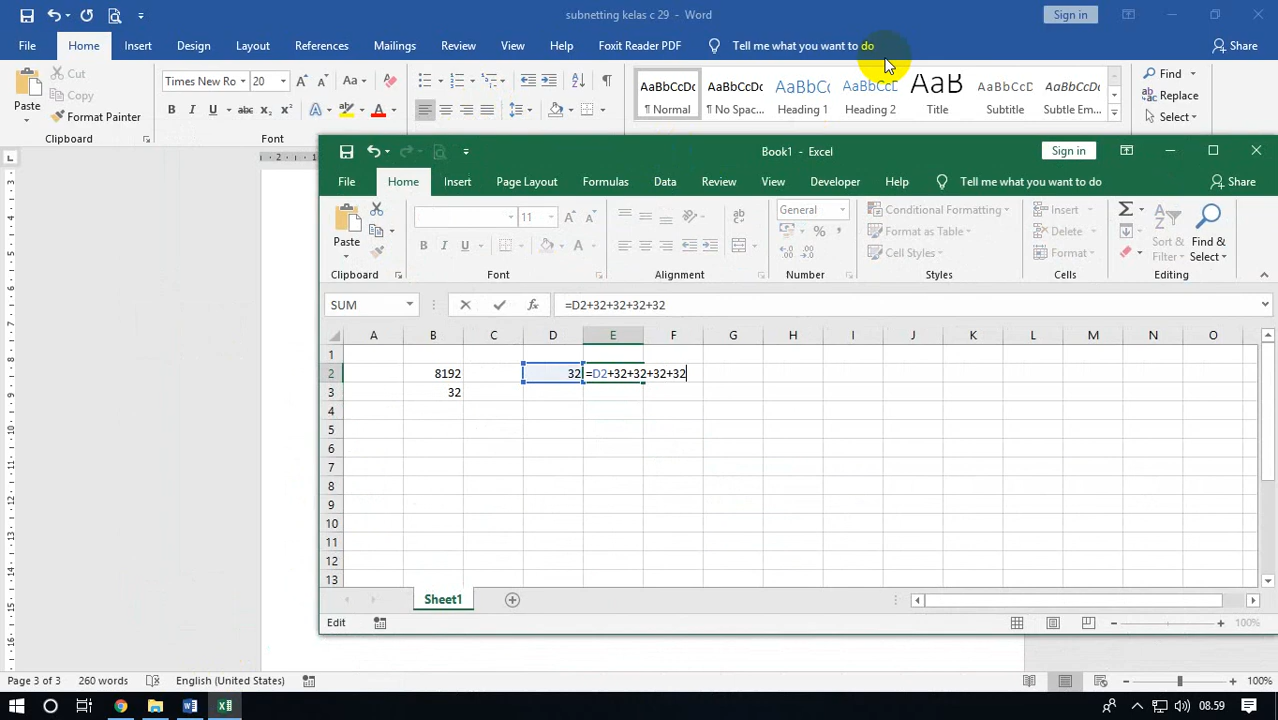 subnetting kelas c 29 - Word
Sign in
File Home Insert Design Layout References Mailings Review View Help Foxit Reader PDF Tell me what you want to do Share
Paste
Cut
Copy
Format Painter
Clipboard
Times New Ro 20
Font
AaBbCcDc
¶ Normal
AaBbCcDc
¶ No Spac...
AaBbCc
Heading 1
AaBbCcD
Heading 2
AaB
Title
AaBbCcD
Subtitle
AaBbCcD
Subtle Em...
Find
Replace
Select
Book1 - Excel
Sign in
File Home Insert Page Layout Formulas Data Review View Developer Help Tell me what you want to do Share
Paste
Clipboard
11
B I U
Font
Alignment
General
% ,
Number
Conditional Formatting
Format as Table
Cell Styles
Styles
Insert
Delete
Format
Cells
Sort &
Filter
Find &
Select
Editing
SUM fx =D2+32+32+32+32
A B C D E F G H I J K L M N O
1
2 8192 32 =D2+32+32+32+32
3 32
4
5
6
7
8
9
10
11
12
13
Sheet1
Edit 100%
Page 3 of 3 260 words English (United States) 100%
08.59